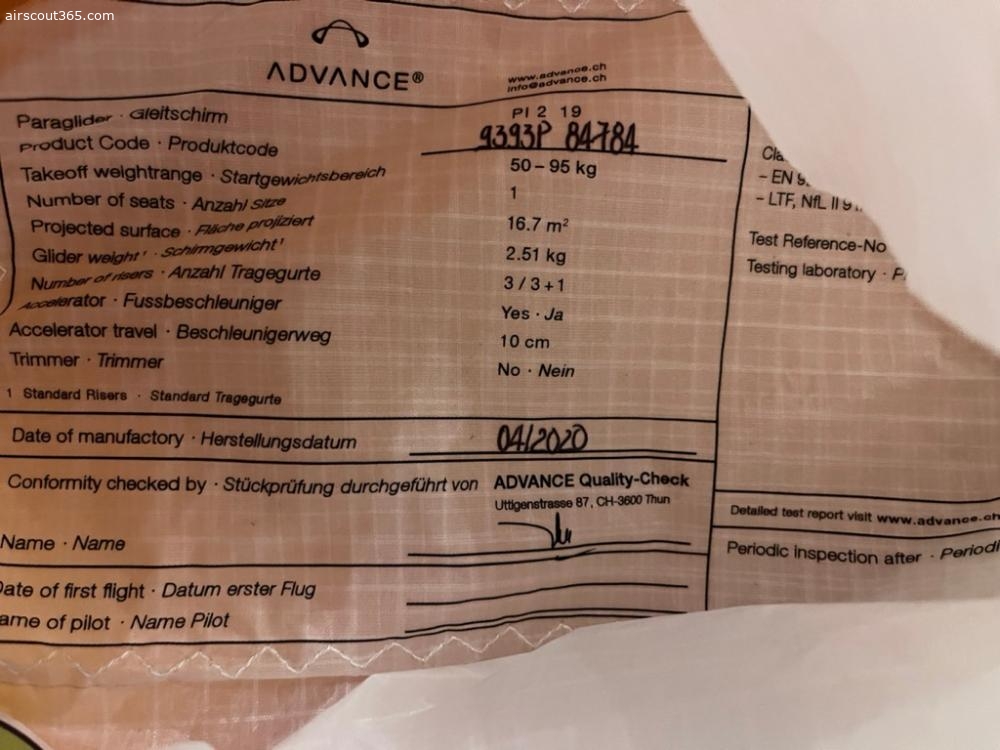 airscout365.com
ADVANCE®
www.advance.ch
info@advance.ch
Paraglider · Gleitschirm PI 2 19
Product Code · Produktcode 9393P 84784
Takeoff weightrange · Startgewichtsbereich 50 – 95 kg
Number of seats · Anzahl Sitze 1
Projected surface · Fläche projiziert 16.7 m²
Glider weight¹ · Schirmgewicht¹ 2.51 kg
Number of risers · Anzahl Tragegurte 3 / 3 + 1
Accelerator · Fussbeschleuniger Yes · Ja
Accelerator travel · Beschleunigerweg 10 cm
Trimmer · Trimmer No · Nein
1 Standard Risers · Standard Tragegurte
Date of manufactory · Herstellungsdatum 04/2020
Conformity checked by · Stückprüfung durchgeführt von ADVANCE Quality-Check
Uttigenstrasse 87, CH-3600 Thun
Name · Name
Date of first flight · Datum erster Flug
ame of pilot · Name Pilot
– EN
– LTF, NfL II
Test Reference-No
Testing laboratory ·
Detailed test report visit www.advance.ch
Periodic inspection after ·